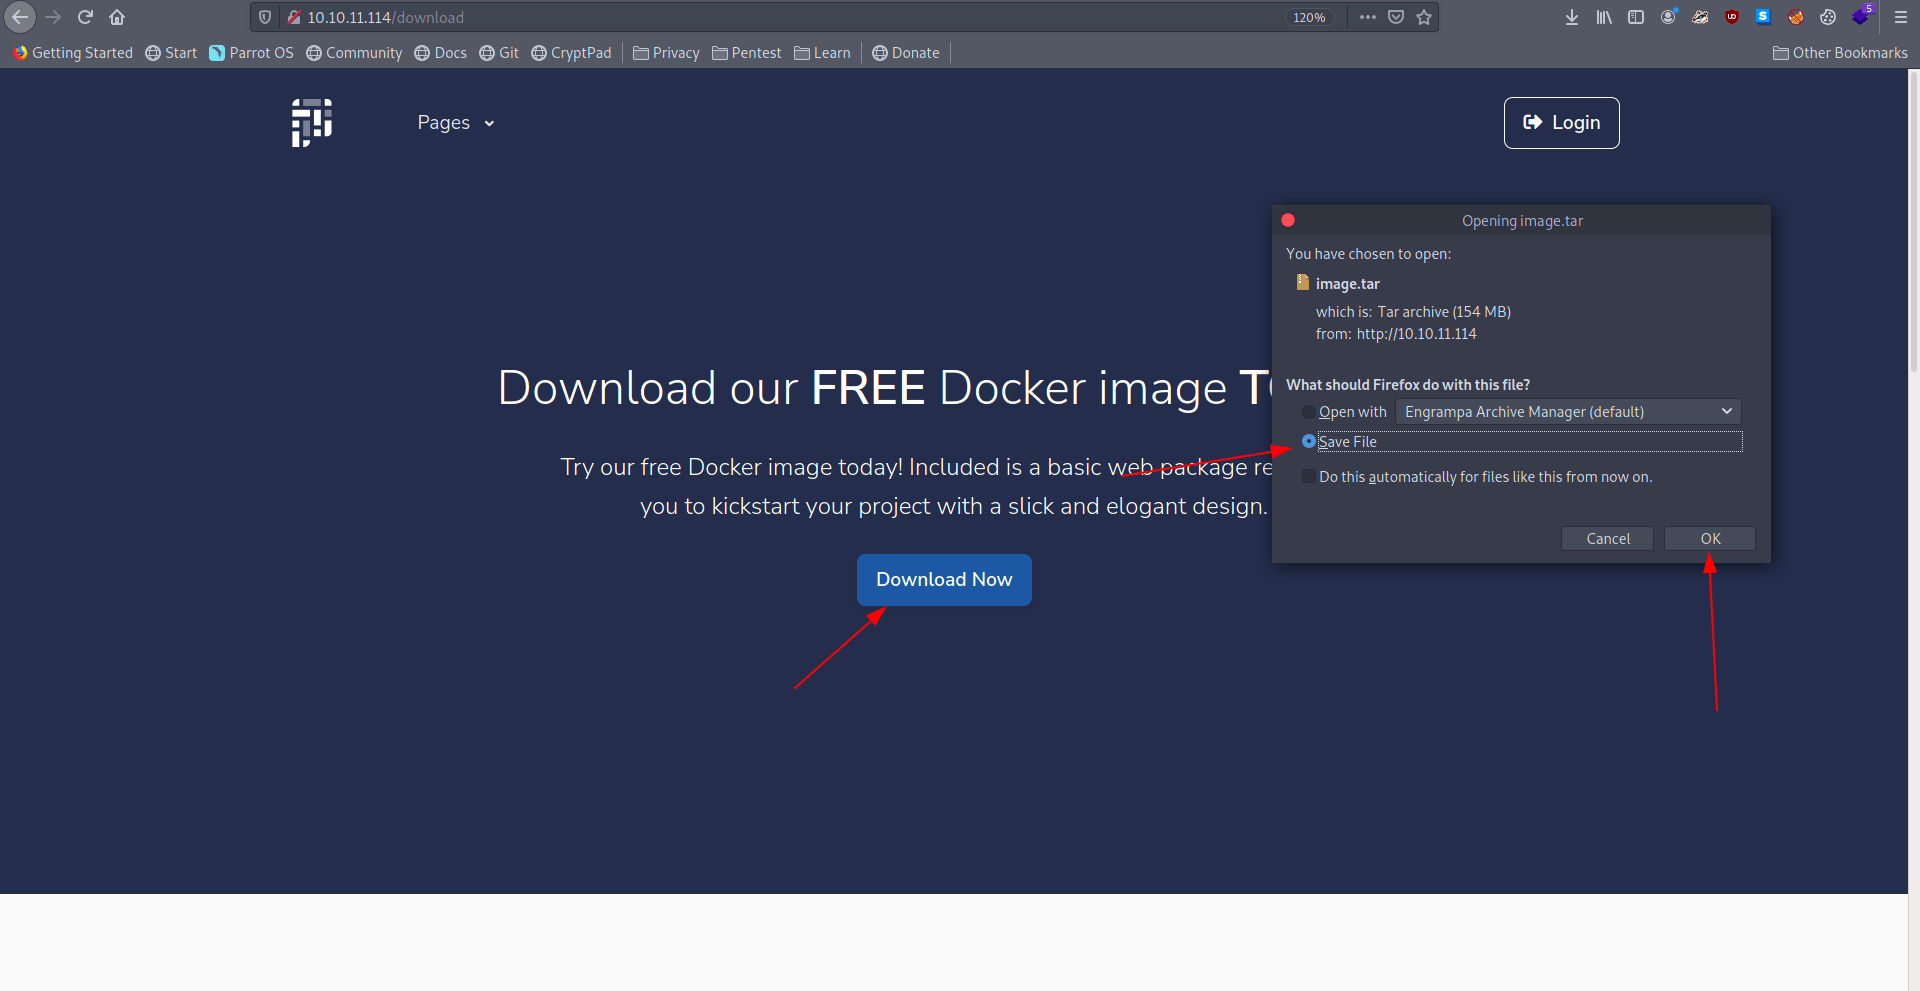 10.10.11.114/download
120%
5
Getting Started Start Parrot OS Community Docs Git CryptPad Privacy Pentest Learn Donate Other Bookmarks
Pages
Login
Opening image.tar
You have chosen to open:
image.tar
which is: Tar archive (154 MB)
from: http://10.10.11.114
What should Firefox do with this file?
Open with Engrampa Archive Manager (default)
Save File
Do this automatically for files like this from now on.
Cancel OK
Download our FREE Docker image
Try our free Docker image today! Included is a basic web package
you to kickstart your project with a slick and elogant design.
Download Now